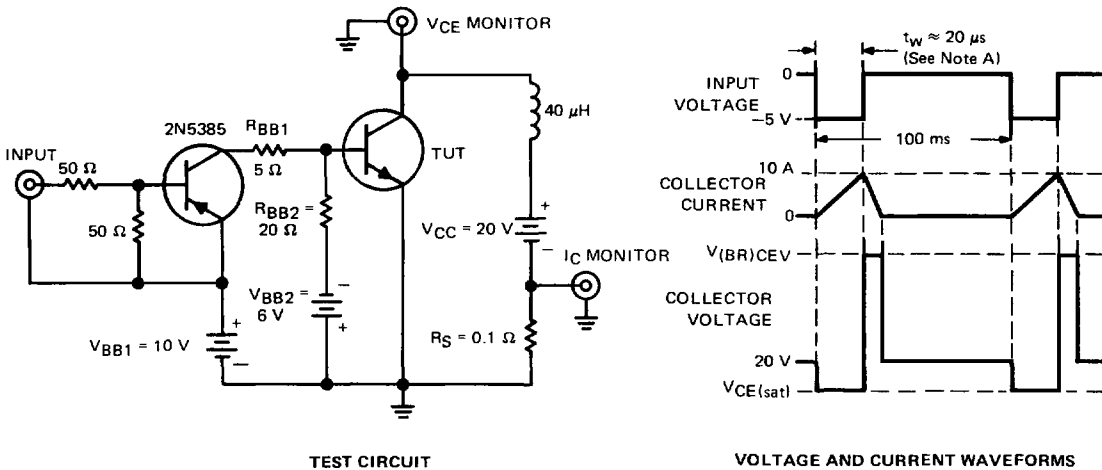 VCE MONITOR
2N5385
RBB1
5 Ω
TUT
40 μH
INPUT
50 Ω
50 Ω
RBB2
20 Ω
VCC = 20 V
+
−
IC MONITOR
VBB2 =
6 V
−
+
VBB1 = 10 V
+
−
RS = 0.1 Ω
TEST CIRCUIT
tw ≈ 20 μs
(See Note A)
0
INPUT
VOLTAGE
−5 V
100 ms
10 A
COLLECTOR
CURRENT
0
V(BR)CEV
COLLECTOR
VOLTAGE
20 V
VCE(sat)
VOLTAGE AND CURRENT WAVEFORMS